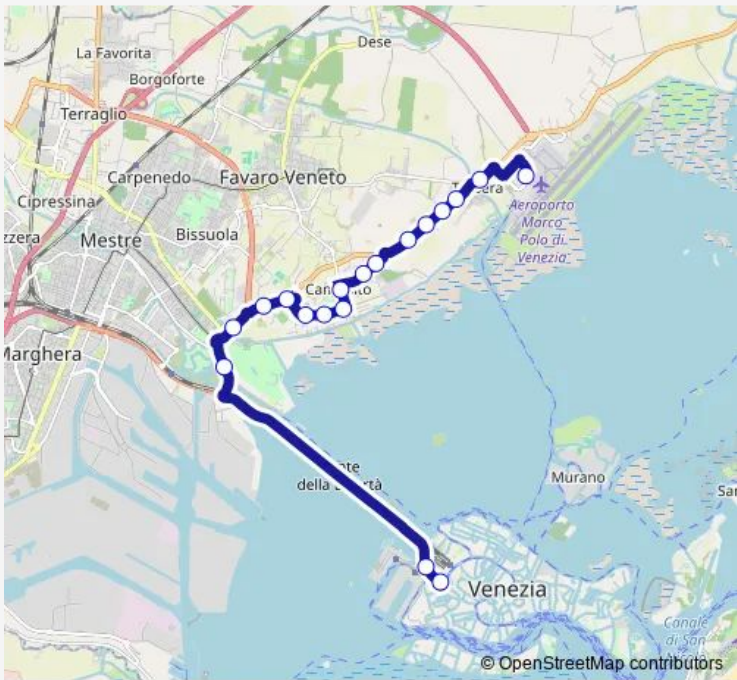 La Favorita
Dese
Borgoforte
Terraglio
Carpenedo
Favaro Veneto
Cipressina
Aeroporto
Marco
Polo di
Venezia
Mestre
Bissuola
Marghera
della
Murano
Venezia
Canale
di San
© OpenStreetMap contributors